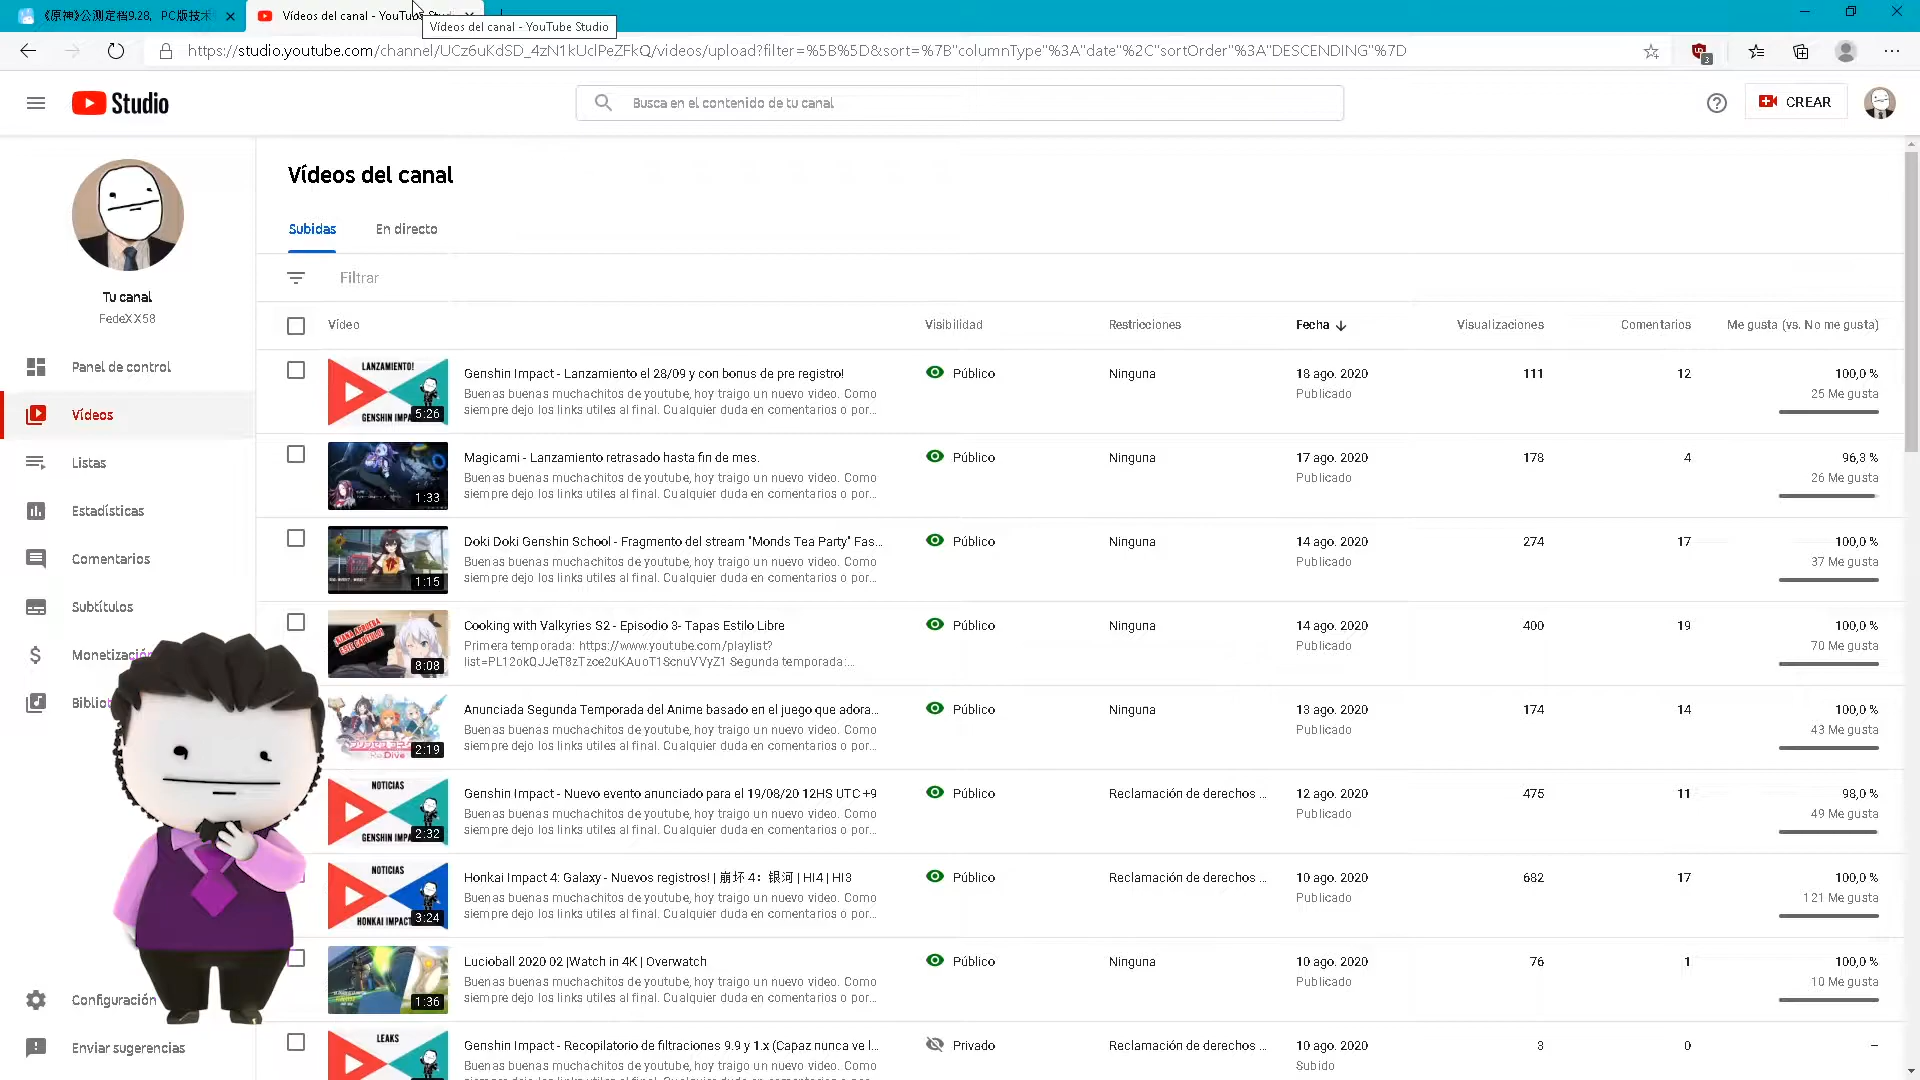 《原神》公测定档9.28, PC版技术
Vídeos del canal - YouTube Studio
Vídeos del canal - YouTube Studio
https://studio.youtube.com/channel/UCz6uKdSD_4zN1kUclPeZFkQ/videos/upload?filter=%5B%5D&sort=%7B"columnType"%3A"date"%2C"sortOrder"%3A"DESCENDING"%7D
3
Studio
Busca en el contenido de tu canal
CREAR
Tu canal
FedeXX58
Panel de control
Vídeos
Listas
Estadísticas
Comentarios
Subtítulos
Monetización
Bibliot
Configuración
Enviar sugerencias
Vídeos del canal
Subidas En directo
Filtrar
Vídeo Visibilidad Restricciones Fecha Visualizaciones Comentarios Me gusta (vs. No me gusta)
LANZAMIENTO!
GENSHIN IMPA
5:26
Genshin Impact - Lanzamiento el 28/09 y con bonus de pre registro! Público Ninguna 18 ago. 2020 111 12 100,0 %
Buenas buenas muchachitos de youtube, hoy traigo un nuevo video. Como Publicado 25 Me gusta
siempre dejo los links utiles al final. Cualquier duda en comentarios o por...
1:33
Magicami - Lanzamiento retrasado hasta fin de mes. Público Ninguna 17 ago. 2020 178 4 96,3 %
Buenas buenas muchachitos de youtube, hoy traigo un nuevo video. Como Publicado 26 Me gusta
siempre dejo los links utiles al final. Cualquier duda en comentarios o por...
1:15
Doki Doki Genshin School - Fragmento del stream "Monds Tea Party" Fas... Público Ninguna 14 ago. 2020 274 17 100,0 %
Buenas buenas muchachitos de youtube, hoy traigo un nuevo video. Como Publicado 37 Me gusta
siempre dejo los links utiles al final. Cualquier duda en comentarios o por...
8:08
Cooking with Valkyries S2 - Episodio 3- Tapas Estilo Libre Público Ninguna 14 ago. 2020 400 19 100,0 %
Primera temporada: https://www.youtube.com/playlist? Publicado 70 Me gusta
list=PL12okQJJeT8zTzce2uKAuoT1ScnuVVyZ1 Segunda temporada:...
Re:Dive
2:19
Anunciada Segunda Temporada del Anime basado en el juego que adora... Público Ninguna 13 ago. 2020 174 14 100,0 %
Buenas buenas muchachitos de youtube, hoy traigo un nuevo video. Como Publicado 43 Me gusta
siempre dejo los links utiles al final. Cualquier duda en comentarios o por...
NOTICIAS
GENSHIN IMPA
2:32
Genshin Impact - Nuevo evento anunciado para el 19/08/20 12HS UTC +9 Público Reclamación de derechos ... 12 ago. 2020 475 11 98,0 %
Buenas buenas muchachitos de youtube, hoy traigo un nuevo video. Como Publicado 49 Me gusta
siempre dejo los links utiles al final. Cualquier duda en comentarios o por...
NOTICIAS
HONKAI IMPACT
3:24
Honkai Impact 4: Galaxy - Nuevos registros! | 崩坏 4：银河 | HI4 | HI3 Público Reclamación de derechos ... 10 ago. 2020 682 17 100,0 %
Buenas buenas muchachitos de youtube, hoy traigo un nuevo video. Como Publicado 121 Me gusta
siempre dejo los links utiles al final. Cualquier duda en comentarios o por...
1:36
Lucioball 2020 02 |Watch in 4K | Overwatch Público Ninguna 10 ago. 2020 76 1 100,0 %
Buenas buenas muchachitos de youtube, hoy traigo un nuevo video. Como Publicado 10 Me gusta
siempre dejo los links utiles al final. Cualquier duda en comentarios o por...
LEAKS
Genshin Impact - Recopilatorio de filtraciones 9.9 y 1.x (Capaz nunca ve l... Privado Reclamación de derechos ... 10 ago. 2020 3 0 –
Buenas buenas muchachitos de youtube, hoy traigo un nuevo video. Como Subido